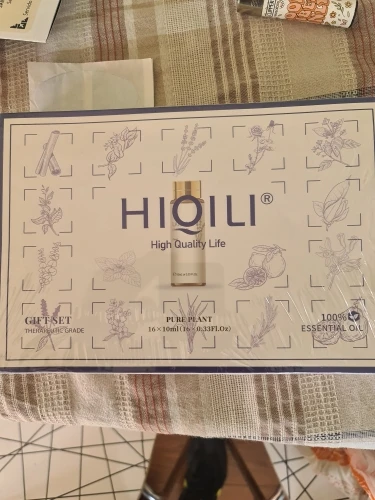 HIQILI®
High Quality Life
GIFT SET
THERAPEUTIC GRADE
PURE PLANT
16×10ml(16×0.33FLOz)
100%
ESSENTIAL OIL